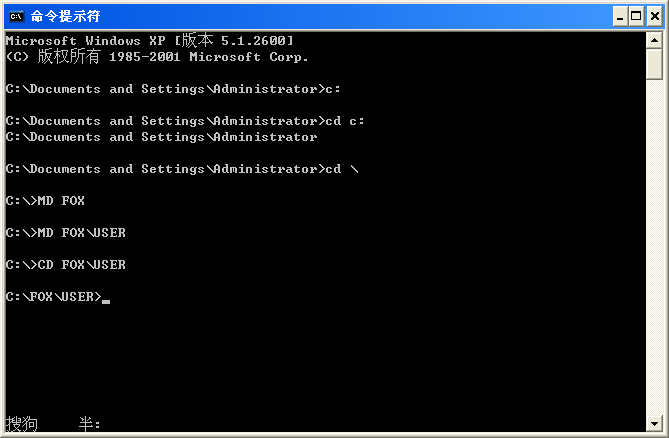 命令提示符
Microsoft Windows XP [版本 5.1.2600]
(C) 版权所有 1985-2001 Microsoft Corp.
C:\Documents and Settings\Administrator>c:
C:\Documents and Settings\Administrator>cd c:
C:\Documents and Settings\Administrator
C:\Documents and Settings\Administrator>cd \
C:\>MD FOX
C:\>MD FOX\USER
C:\>CD FOX\USER
C:\FOX\USER>_
搜狗 半: